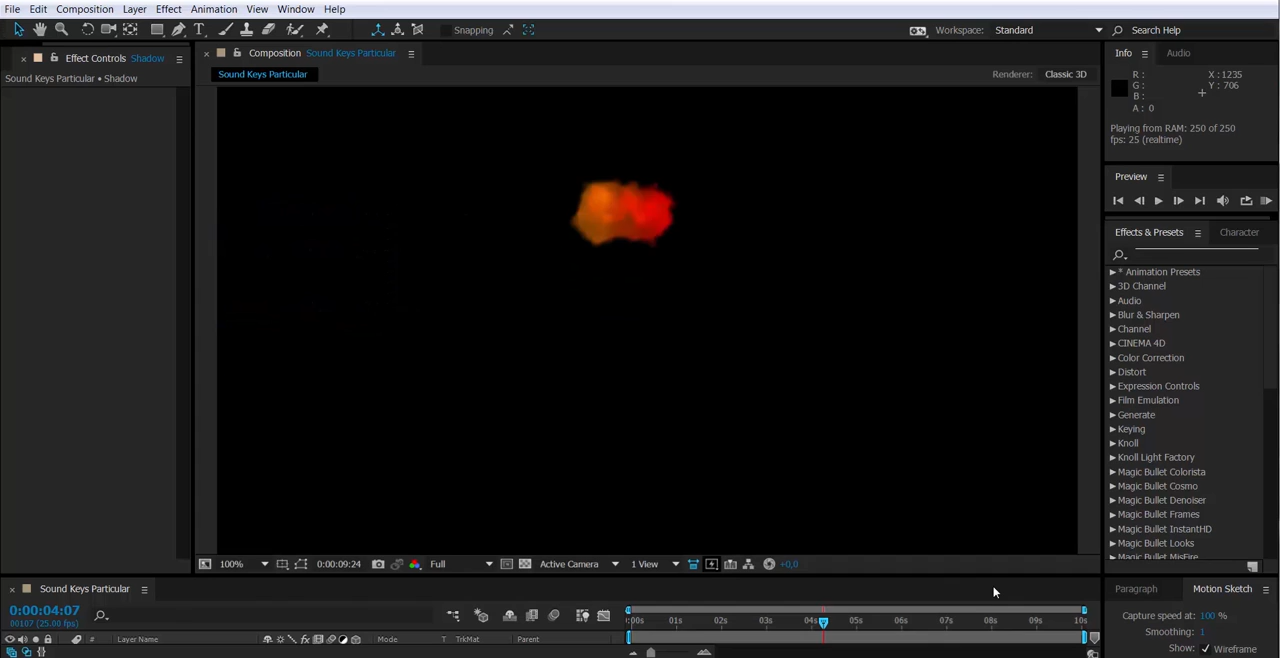 File Edit Composition Layer Effect Animation View Window Help
Snapping Workspace: Standard Search Help
Effect Controls Shadow
Sound Keys Particular • Shadow
Composition Sound Keys Particular
Sound Keys Particular
Renderer: Classic 3D
Info Audio
R: X: 1235
G: Y: 706
B:
A: 0
Playing from RAM: 250 of 250
fps: 25 (realtime)
Preview
Effects & Presets Character
* Animation Presets
3D Channel
Audio
Blur & Sharpen
Channel
CINEMA 4D
Color Correction
Distort
Expression Controls
Film Emulation
Generate
Keying
Knoll
Knoll Light Factory
Magic Bullet Colorista
Magic Bullet Cosmo
Magic Bullet Denoiser
Magic Bullet Frames
Magic Bullet InstantHD
Magic Bullet Looks
Magic Bullet MisFire
100% 0:00:09:24 Full Active Camera 1 View +0,0
Sound Keys Particular
0:00:04:07
00107 (25.00 fps)
# Layer Name Mode T TrkMat Parent
:00s 01s 02s 03s 04s 05s 06s 07s 08s 09s 10s
Paragraph Motion Sketch
Capture speed at: 100 %
Smoothing: 1
Show: Wireframe